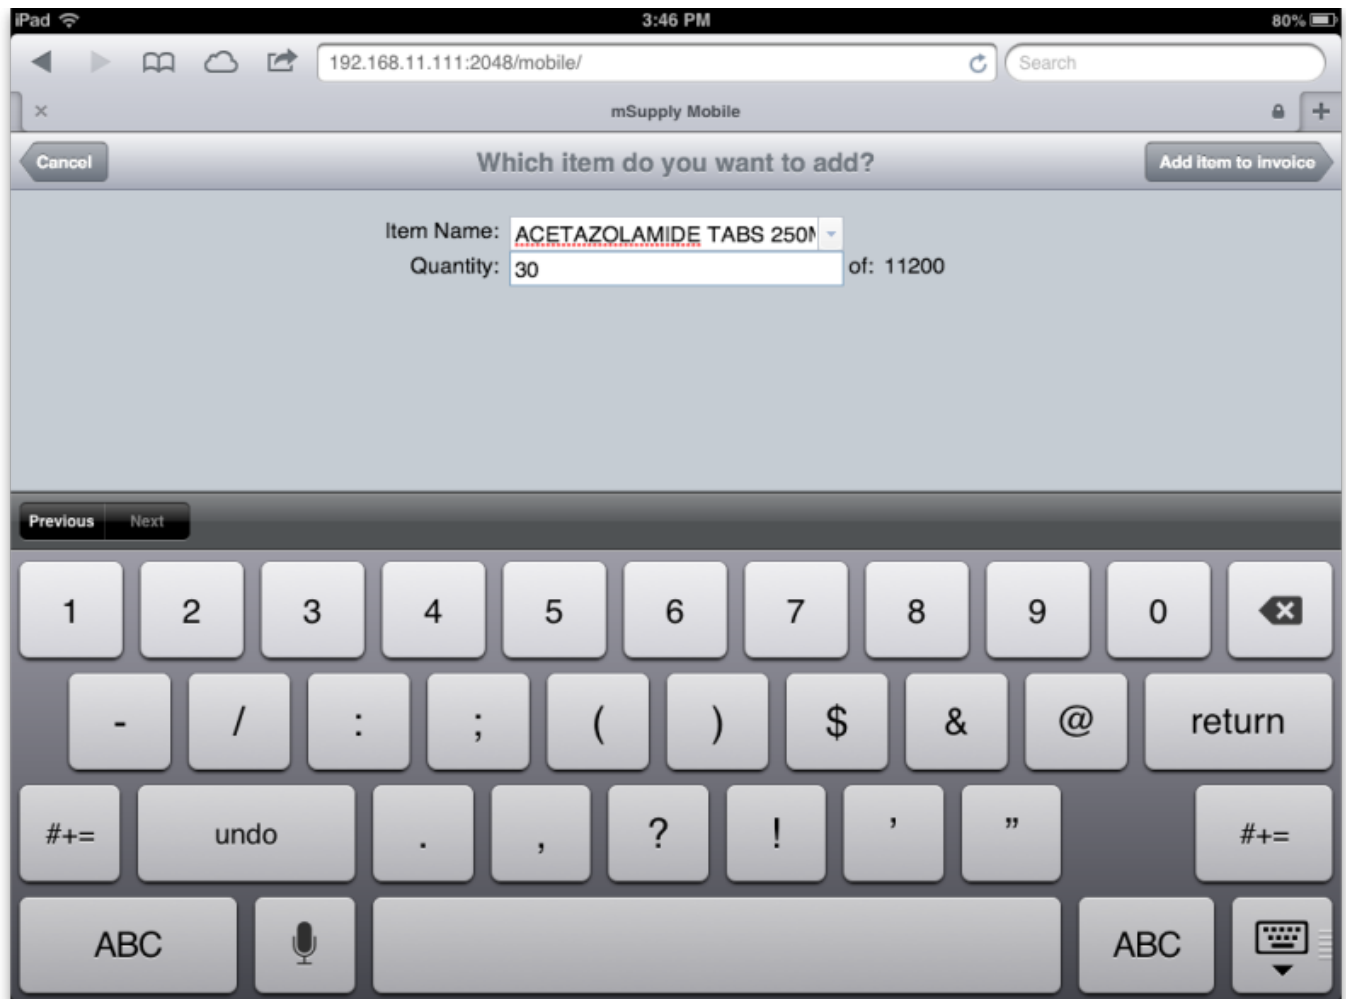 iPad 3:46 PM 80%
192.168.11.111:2048/mobile/ Search
mSupply Mobile
Cancel Which item do you want to add? Add item to invoice
Item Name: ACETAZOLAMIDE TABS 250M
Quantity: 30 of: 11200
Previous Next
1 2 3 4 5 6 7 8 9 0
- / : ; ( ) $ & @ return
#+= undo . , ? ! ’ ” #+=
ABC ABC